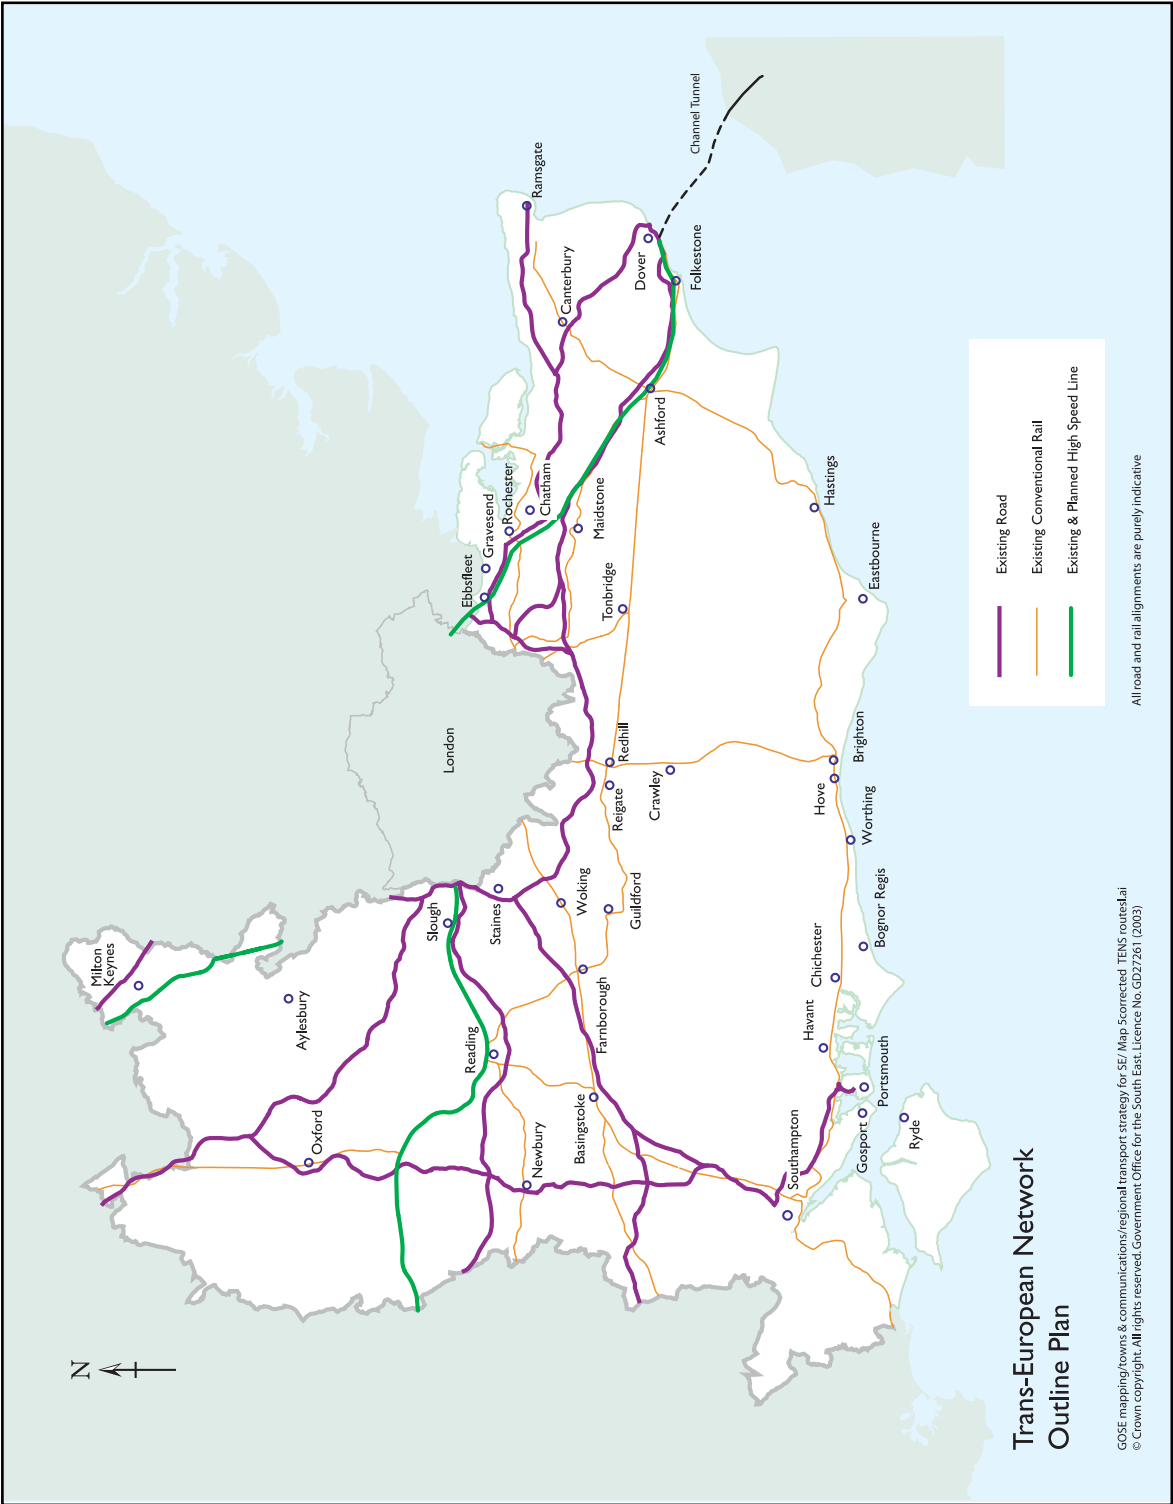 N
Milton
Keynes
Aylesbury
Oxford
London
Slough
Staines
Reading
Newbury
Basingstoke
Farnborough
Woking
Guildford
Reigate
Redhill
Crawley
Ebbsfleet
Gravesend
Rochester
Chatham
Maidstone
Tonbridge
Canterbury
Ramsgate
Dover
Folkestone
Ashford
Channel Tunnel
Hastings
Eastbourne
Brighton
Hove
Worthing
Bognor Regis
Chichester
Havant
Portsmouth
Gosport
Southampton
Ryde
Trans-European Network
Outline Plan
Existing Road
Existing Conventional Rail
Existing & Planned High Speed Line
All road and rail alignments are purely indicative
GOSE mapping/towns & communications/regional transport strategy for SE/ Map 5corrected TENS routesl.ai
© Crown copyright. All rights reserved. Government Office for the South East. Licence No. GD27261 (2003)